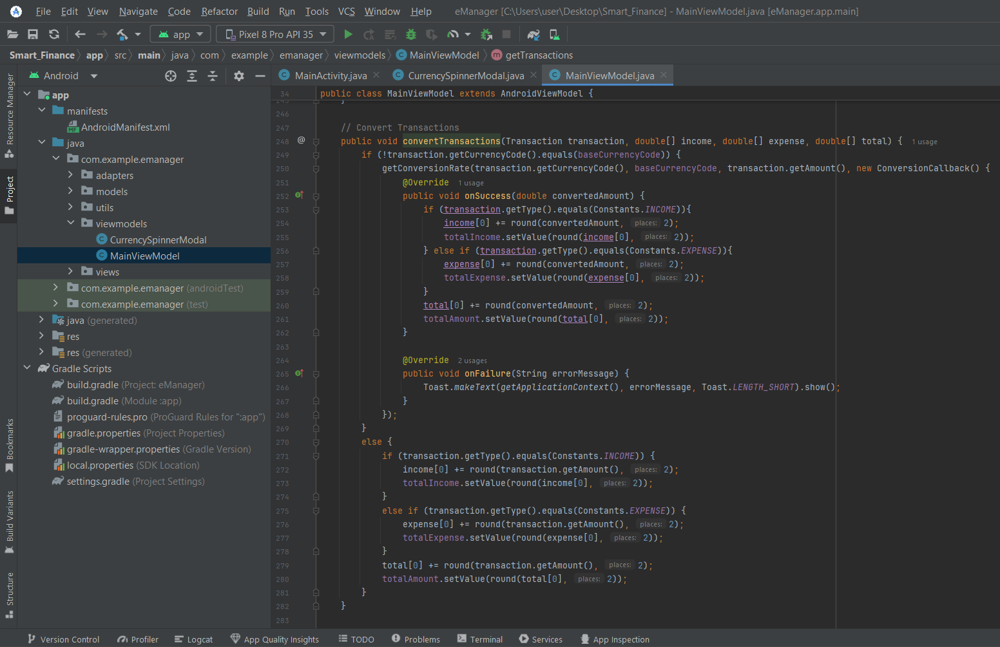 File Edit View Navigate Code Refactor Build Run Tools VCS Window Help eManager [C:\Users\user\Desktop\Smart_Finance] - MainViewModel.java [eManager.app.main]
app Pixel 8 Pro API 35
Smart_Finance app src main java com example emanager viewmodels MainViewModel getTransactions
Android
MainActivity.java CurrencySpinnerModal.java MainViewModel.java
Resource Manager
Project
Bookmarks
Build Variants
Structure
app
manifests
AndroidManifest.xml
java
com.example.emanager
adapters
models
utils
viewmodels
CurrencySpinnerModal
MainViewModel
views
com.example.emanager (androidTest)
com.example.emanager (test)
java (generated)
res
res (generated)
Gradle Scripts
build.gradle (Project: eManager)
build.gradle (Module :app)
proguard-rules.pro (ProGuard Rules for ":app")
gradle.properties (Project Properties)
gradle-wrapper.properties (Gradle Version)
local.properties (SDK Location)
settings.gradle (Project Settings)
34 public class MainViewModel extends AndroidViewModel {
245 }
246
247 // Convert Transactions
248 public void convertTransactions(Transaction transaction, double[] income, double[] expense, double[] total) { 1 usage
249 if (!transaction.getCurrencyCode().equals(baseCurrencyCode)) {
250 getConversionRate(transaction.getCurrencyCode(), baseCurrencyCode, transaction.getAmount(), new ConversionCallback() {
251 @Override 1 usage
252 public void onSuccess(double convertedAmount) {
253 if (transaction.getType().equals(Constants.INCOME)){
254 income[0] += round(convertedAmount, places: 2);
255 totalIncome.setValue(round(income[0], places: 2));
256 } else if (transaction.getType().equals(Constants.EXPENSE)){
257 expense[0] += round(convertedAmount, places: 2);
258 totalExpense.setValue(round(expense[0], places: 2));
259 }
260 total[0] += round(convertedAmount, places: 2);
261 totalAmount.setValue(round(total[0], places: 2));
262 }
263
264 @Override 2 usages
265 public void onFailure(String errorMessage) {
266 Toast.makeText(getApplicationContext(), errorMessage, Toast.LENGTH_SHORT).show();
267 }
268 });
269 }
270 else {
271 if (transaction.getType().equals(Constants.INCOME)) {
272 income[0] += round(transaction.getAmount(), places: 2);
273 totalIncome.setValue(round(income[0], places: 2));
274 }
275 else if (transaction.getType().equals(Constants.EXPENSE)) {
276 expense[0] += round(transaction.getAmount(), places: 2);
277 totalExpense.setValue(round(expense[0], places: 2));
278 }
279 total[0] += round(transaction.getAmount(), places: 2);
280 totalAmount.setValue(round(total[0], places: 2));
281 }
282 }
283
Version Control Profiler Logcat App Quality Insights TODO Problems Terminal Services App Inspection